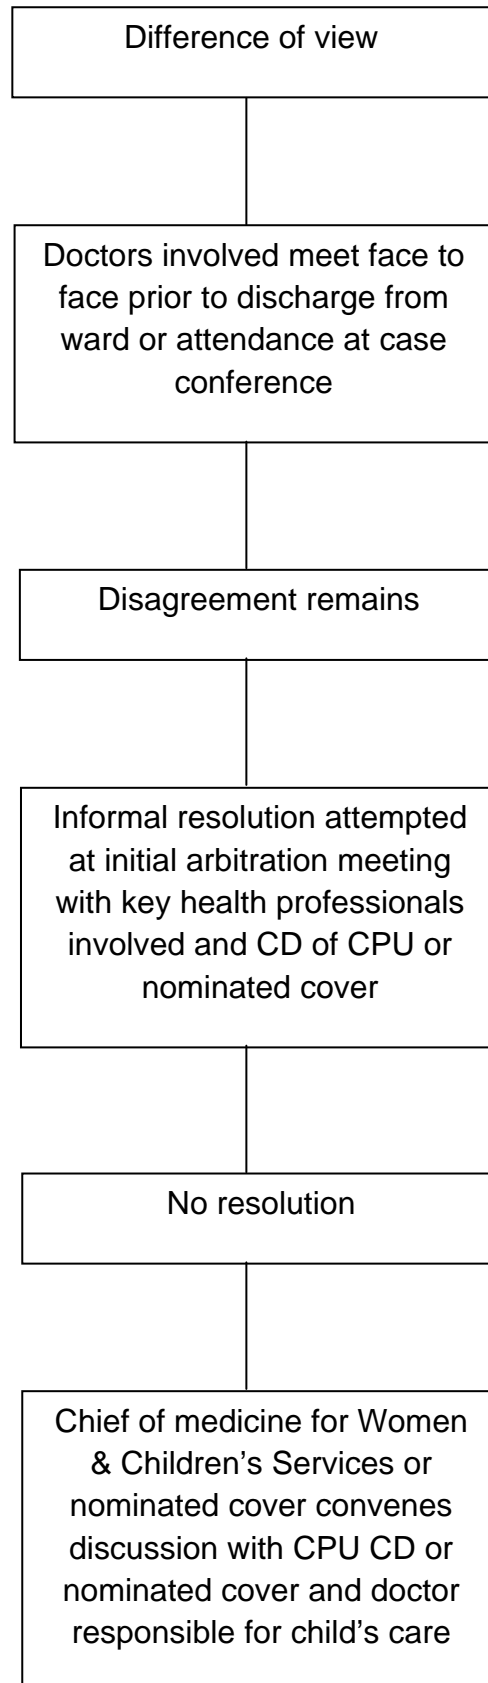 Difference of view
Doctors involved meet face to
face prior to discharge from
ward or attendance at case
conference
Disagreement remains
Informal resolution attempted
at initial arbitration meeting
with key health professionals
involved and CD of CPU or
nominated cover
No resolution
Chief of medicine for Women
& Children’s Services or
nominated cover convenes
discussion with CPU CD or
nominated cover and doctor
responsible for child’s care